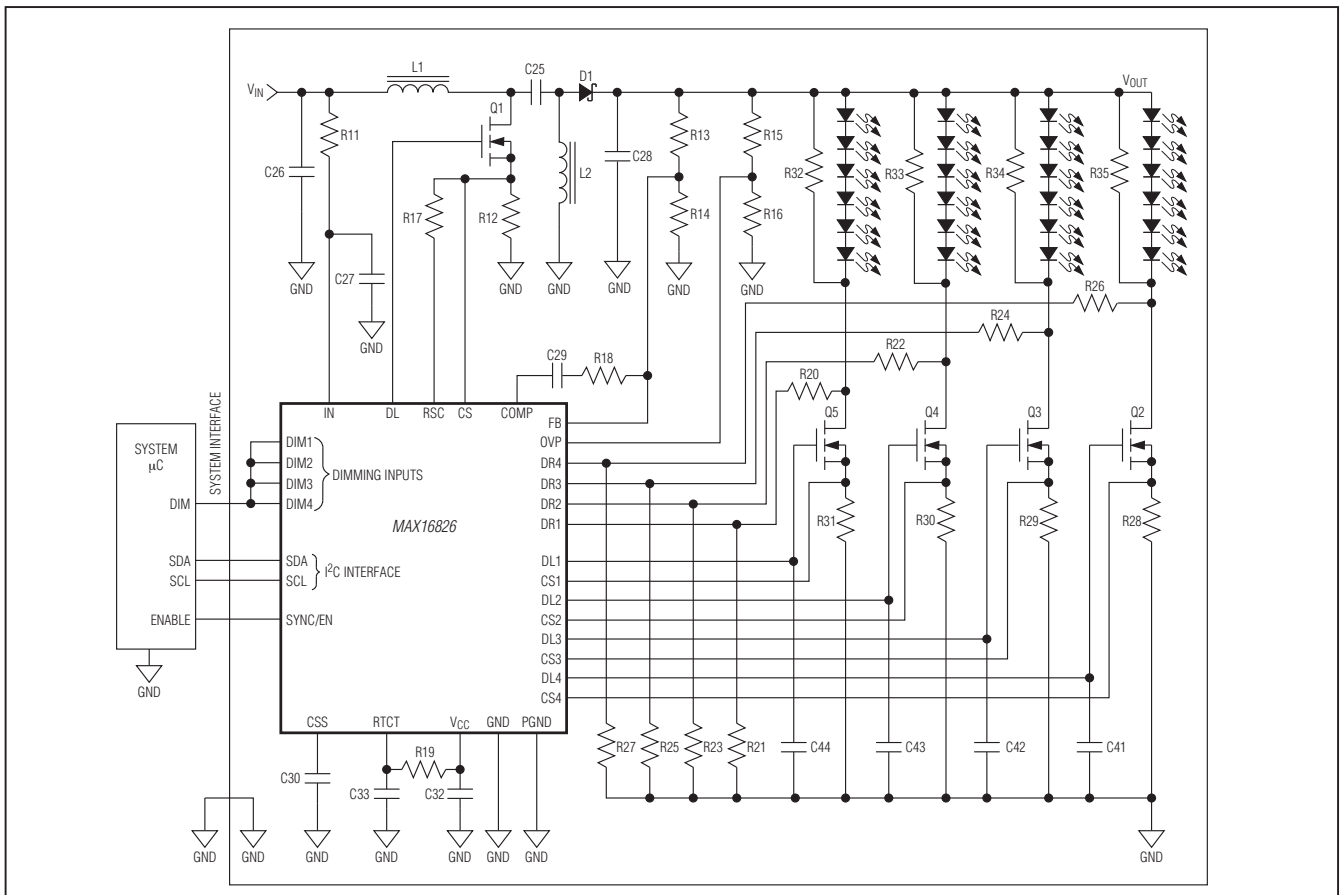 L1
C25
D1
VIN
VOUT
Q1
R11
R13
R15
C26
C28
L2
R32
R33
R34
R35
R17
R12
R14
R16
C27
GND
GND
GND
GND
GND
GND
GND
R26
R24
R22
R20
C29
R18
SYSTEM INTERFACE
IN
DL
RSC
CS
COMP
Q5
Q4
Q3
Q2
FB
OVP
DR4
DR3
DR2
DR1
SYSTEM
µC
DIM1
DIM2
DIM3
DIM4
DIMMING INPUTS
DIM
MAX16826
R31
R30
R29
R28
SDA
SCL
SDA
SCL
I2C INTERFACE
ENABLE
SYNC/EN
DL1
CS1
DL2
CS2
DL3
CS3
DL4
CS4
GND
CSS
RTCT
VCC
GND
PGND
R19
R27
R25
R23
R21
C44
C43
C42
C41
C30
C33
C32
GND
GND
GND
GND
GND
GND
GND
GND